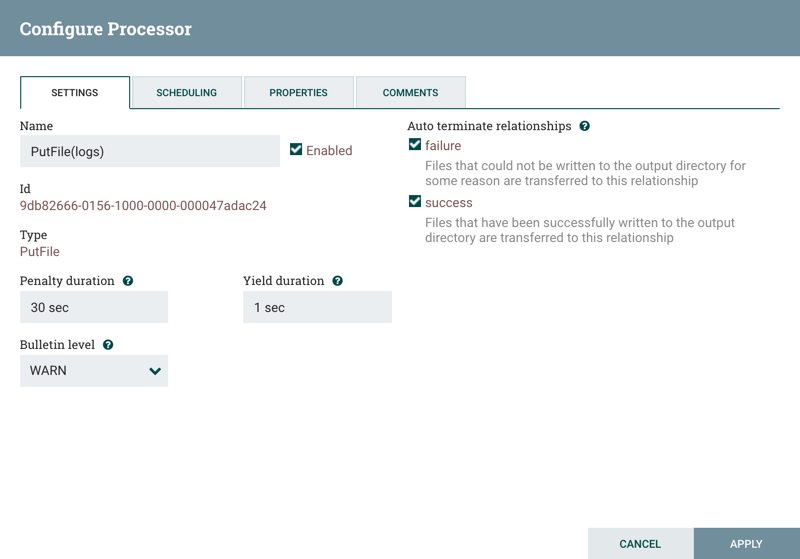 Configure Processor
SETTINGS
SCHEDULING
PROPERTIES
COMMENTS
Name
PutFile(logs)
Enabled
Id
9db82666-0156-1000-0000-000047adac24
Type
PutFile
Penalty duration ?
30 sec
Yield duration ?
1 sec
Bulletin level ?
WARN
Auto terminate relationships ?
failure
Files that could not be written to the output directory for
some reason are transferred to this relationship
success
Files that have been successfully written to the output
directory are transferred to this relationship
CANCEL
APPLY